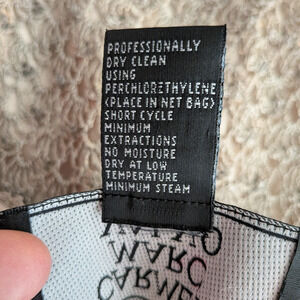 PROFESSIONALLY
DRY CLEAN
USING
PERCHLORETHYLENE
(PLACE IN NET BAG)
SHORT CYCLE
MINIMUM
EXTRACTIONS
NO MOISTURE
DRY AT LOW
TEMPERATURE
MINIMUM STEAM
MARC